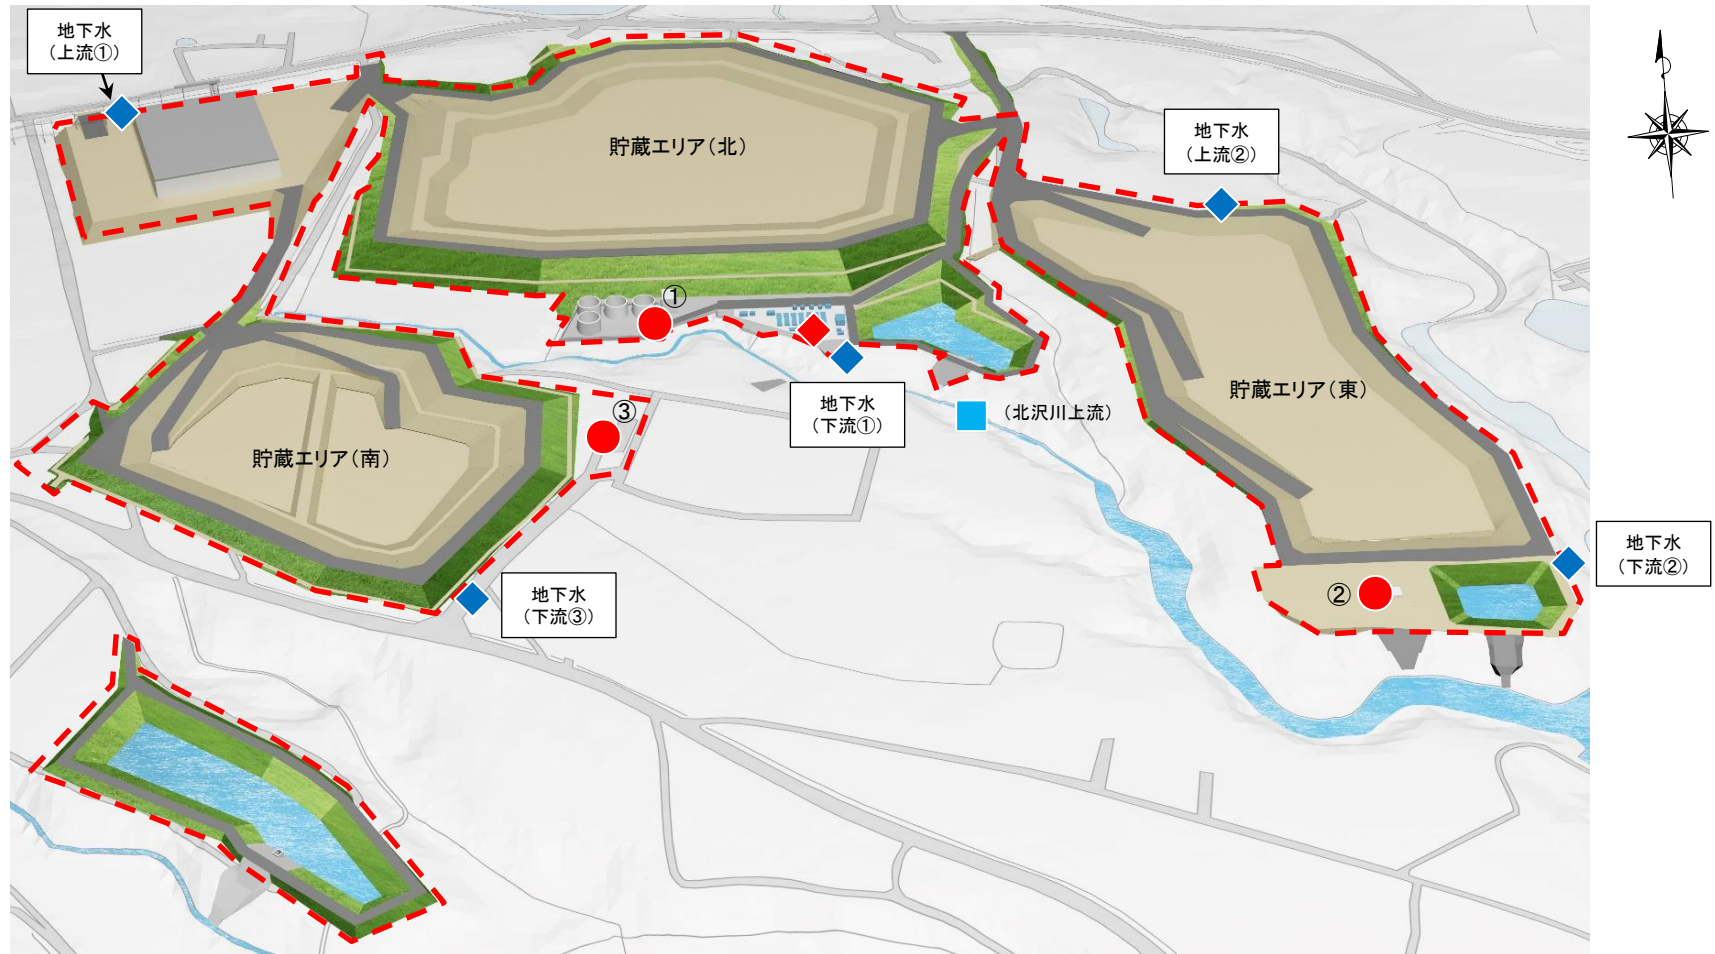 地下水
（上流①）
貯蔵エリア（北）
地下水
（上流②）
①
貯蔵エリア（東）
地下水
（下流①）
（北沢川上流）
③
貯蔵エリア（南）
地下水
（下流②）
②
地下水
（下流③）